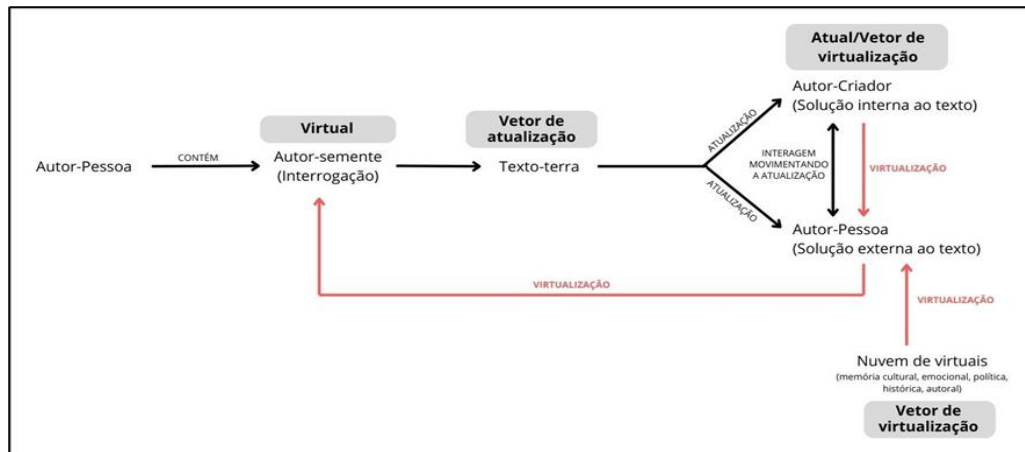 Atual/Vetor de
virtualização
Autor-Criador
(Solução interna ao texto)
Virtual
Vetor de
atualização
ATUALIZAÇÃO
Autor-Pessoa
CONTÉM
Autor-semente
(Interrogação)
Texto-terra
INTERAGEM
MOVIMENTANDO
A ATUALIZAÇÃO
VIRTUALIZAÇÃO
ATUALIZAÇÃO
Autor-Pessoa
(Solução externa ao texto)
VIRTUALIZAÇÃO
VIRTUALIZAÇÃO
Nuvem de virtuais
(memória cultural, emocional, política,
histórica, autoral)
Vetor de
virtualização